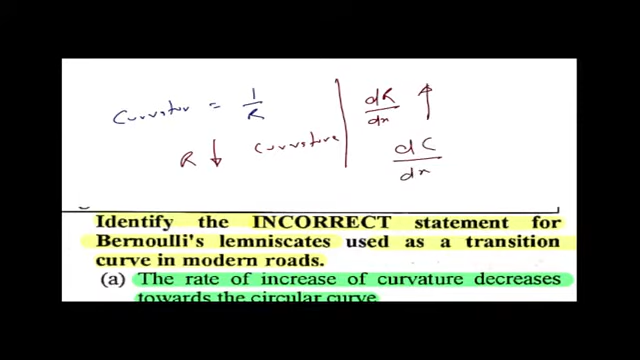 Curvatur = 1/R
dR/dx ↑
R ↓ Curvature
dC/dx
Identify the INCORRECT statement for
Bernoulli's lemniscates used as a transition
curve in modern roads.
(a) The rate of increase of curvature decreases
towards the circular curve